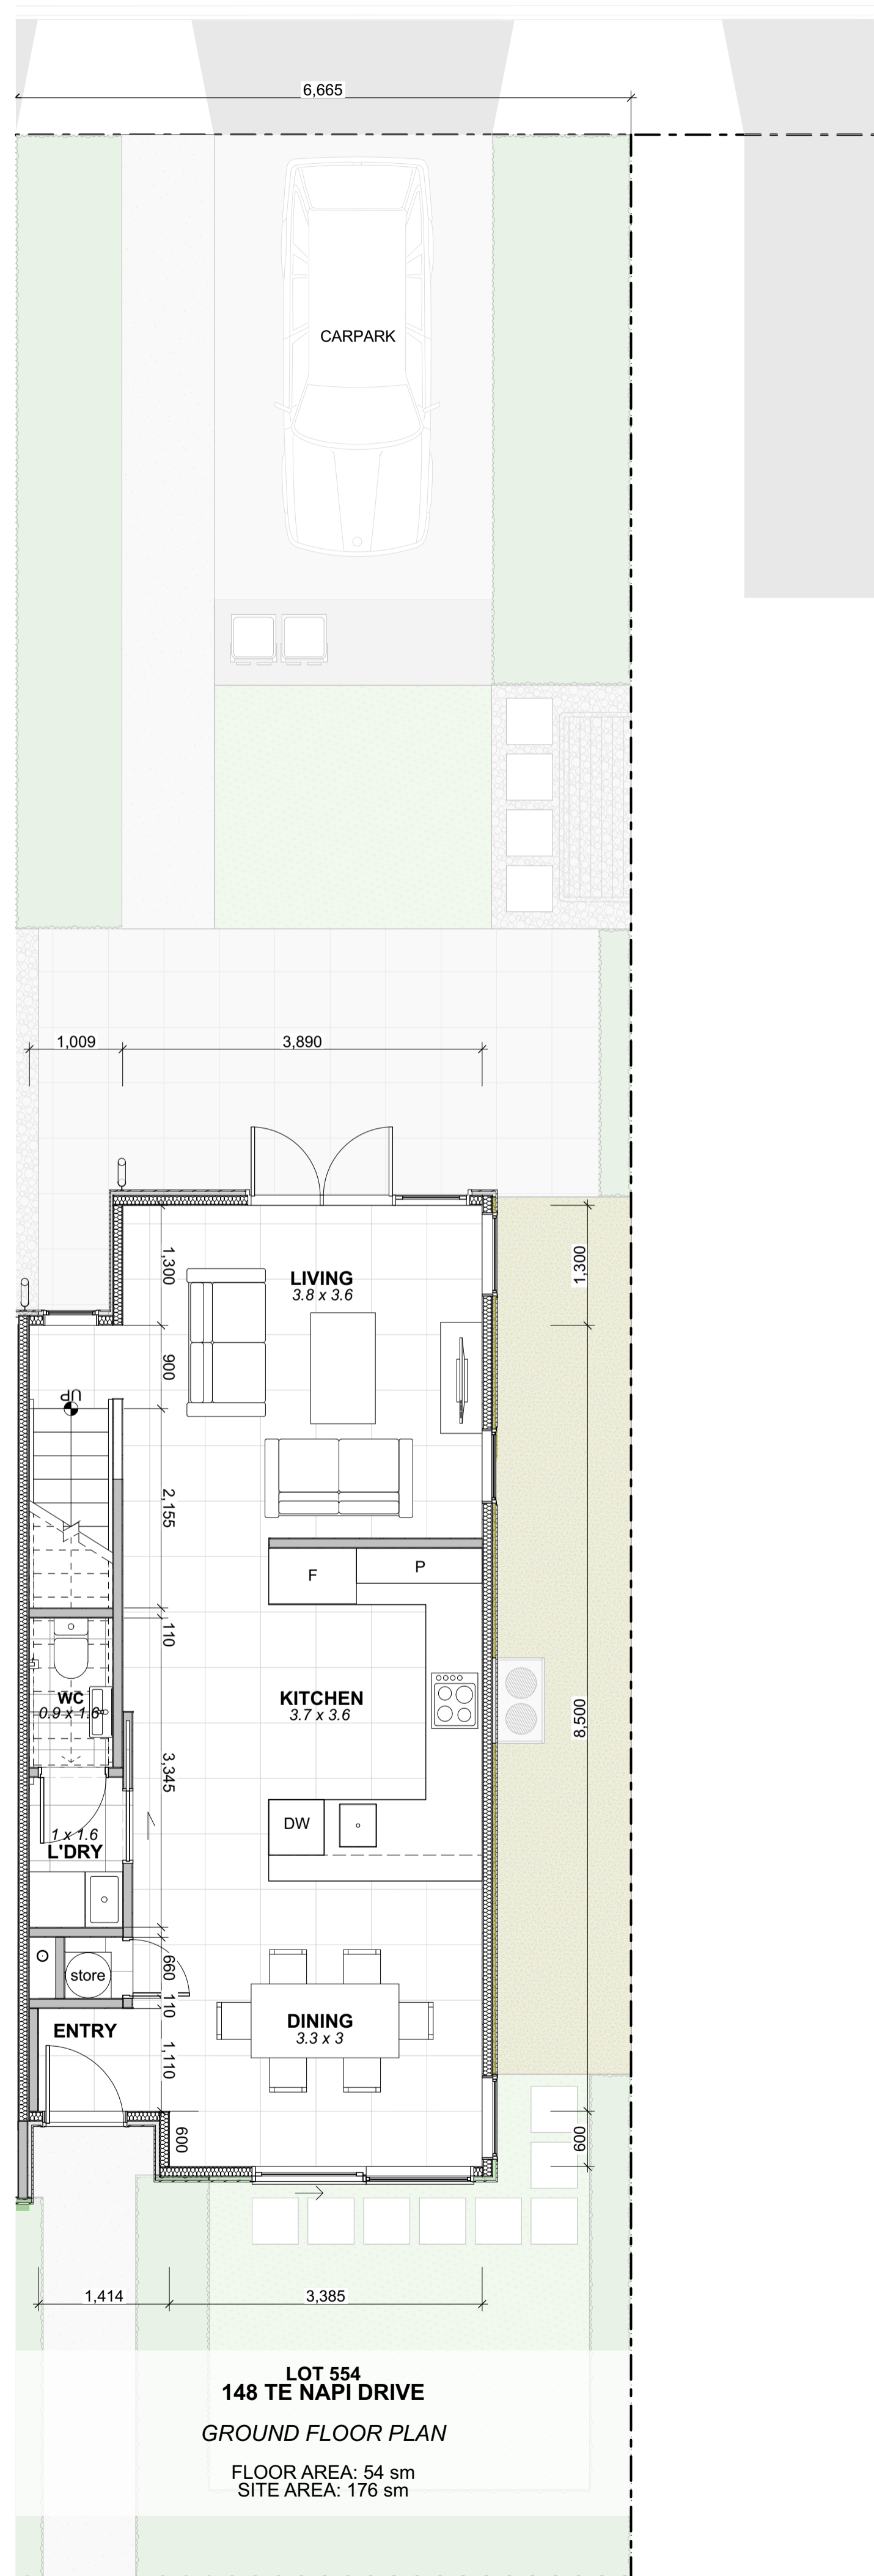 6,665
CARPARK
1,009
3,890
1,300
LIVING
3.8 x 3.6
1,300
900
UP
2,155
F
P
110
WC
0.9 x 1.6
KITCHEN
3.7 x 3.6
8,500
3,345
DW
1 x 1.6
L'DRY
660
store
110
ENTRY
DINING
3.3 x 3
1,110
600
600
1,414
3,385
LOT 554
148 TE NAPI DRIVE
GROUND FLOOR PLAN
FLOOR AREA: 54 sm
SITE AREA: 176 sm